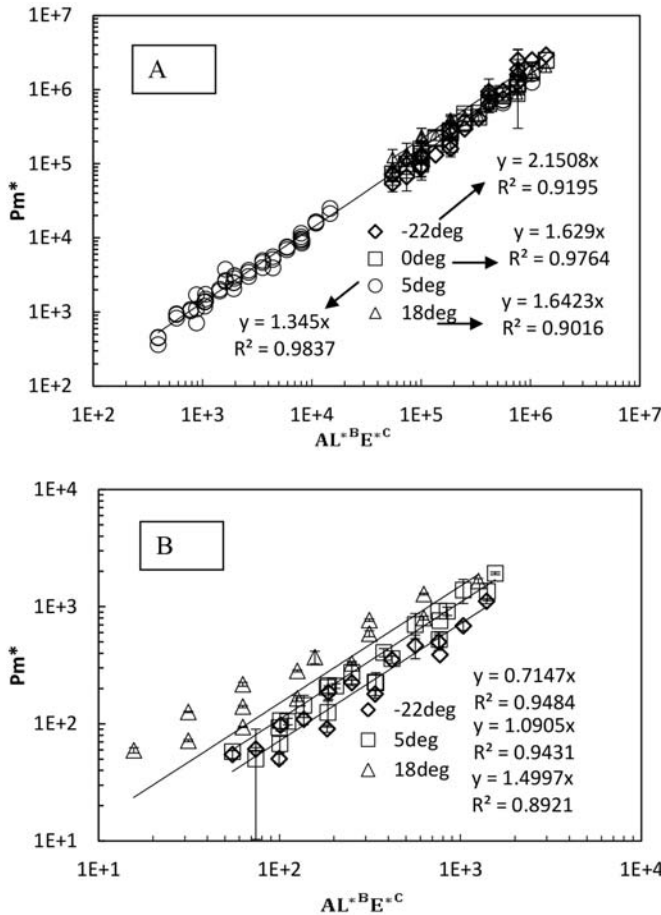 1E+7
A
1E+6
1E+5
y = 2.1508x
R² = 0.9195
Pm*
1E+4
-22deg
0deg
y = 1.629x
R² = 0.9764
5deg
18deg
y = 1.6423x
R² = 0.9016
1E+3
y = 1.345x
R² = 0.9837
1E+2
1E+2 1E+3 1E+4 1E+5 1E+6 1E+7
AL*ᴮE*ꟲ
1E+4
B
1E+3
Pm*
1E+2
-22deg
5deg
18deg
y = 0.7147x
R² = 0.9484
y = 1.0905x
R² = 0.9431
y = 1.4997x
R² = 0.8921
1E+1
1E+1 1E+2 1E+3 1E+4
AL*ᴮE*ꟲ